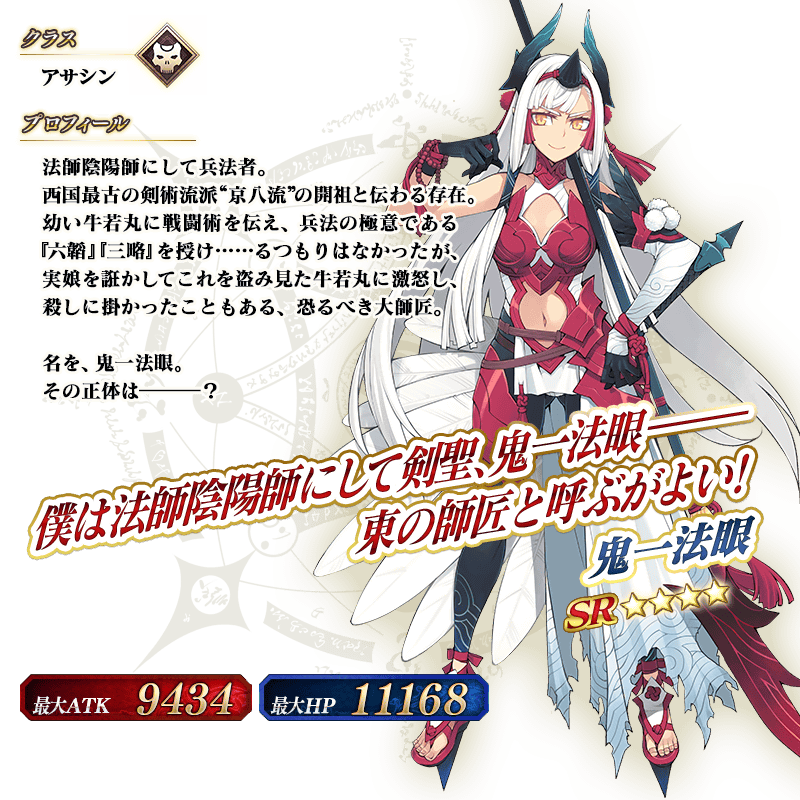 クラス
アサシン
プロフィール
法師陰陽師にして兵法者。
西国最古の剣術流派“京八流”の開祖と伝わる存在。
幼い牛若丸に戦闘術を伝え、兵法の極意である
『六韜』『三略』を授け……るつもりはなかったが、
実娘を誑かしてこれを盗み見た牛若丸に激怒し、
殺しに掛かったこともある、恐るべき大師匠。
名を、鬼一法眼。
その正体は―――？
僕は法師陰陽師にして剣聖、鬼一法眼――
東の師匠と呼ぶがよい！
鬼一法眼
SR
最大ATK 9434
最大HP 11168